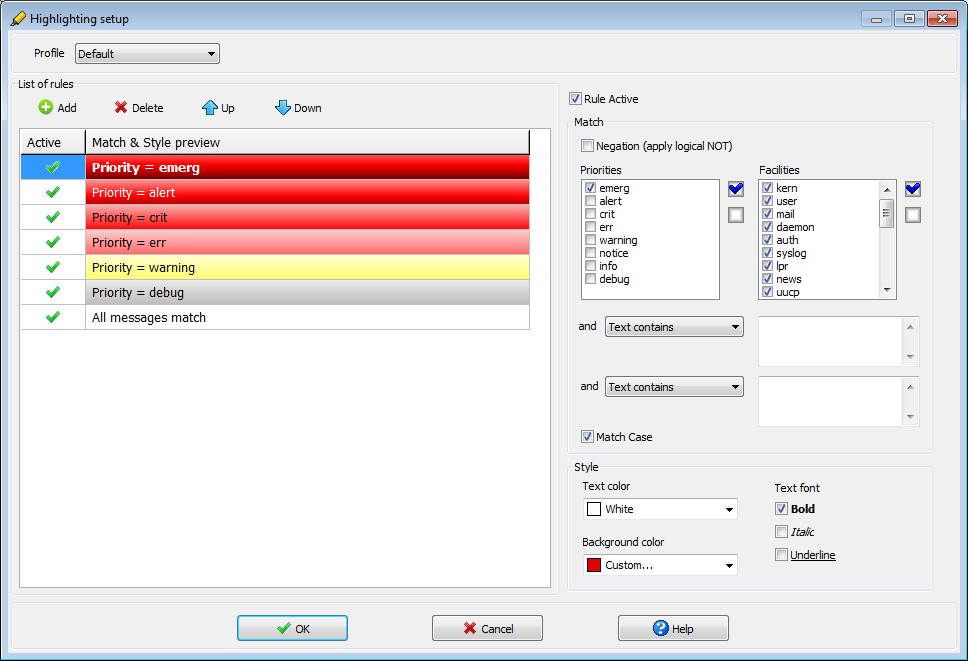 Highlighting setup
Profile Default
List of rules
Add Delete Up Down
Active Match & Style preview
Priority = emerg
Priority = alert
Priority = crit
Priority = err
Priority = warning
Priority = debug
All messages match
Rule Active
Match
Negation (apply logical NOT)
Priorities Facilities
emerg kern
alert user
crit mail
err daemon
warning auth
notice syslog
info lpr
debug news
uucp
and Text contains
and Text contains
Match Case
Style
Text color Text font
White Bold
Italic
Background color
Custom... Underline
OK Cancel Help